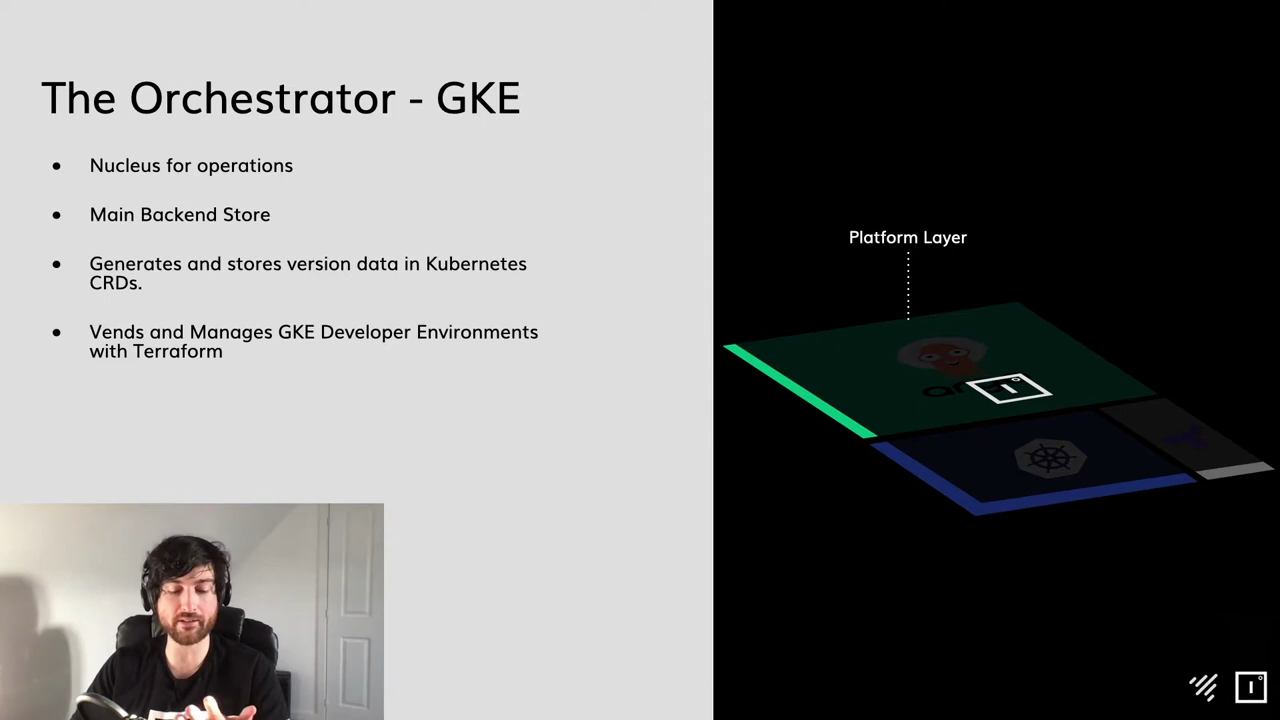 The Orchestrator - GKE
● Nucleus for operations
● Main Backend Store
● Generates and stores version data in Kubernetes
CRDs.
● Vends and Manages GKE Developer Environments
with Terraform
Platform Layer